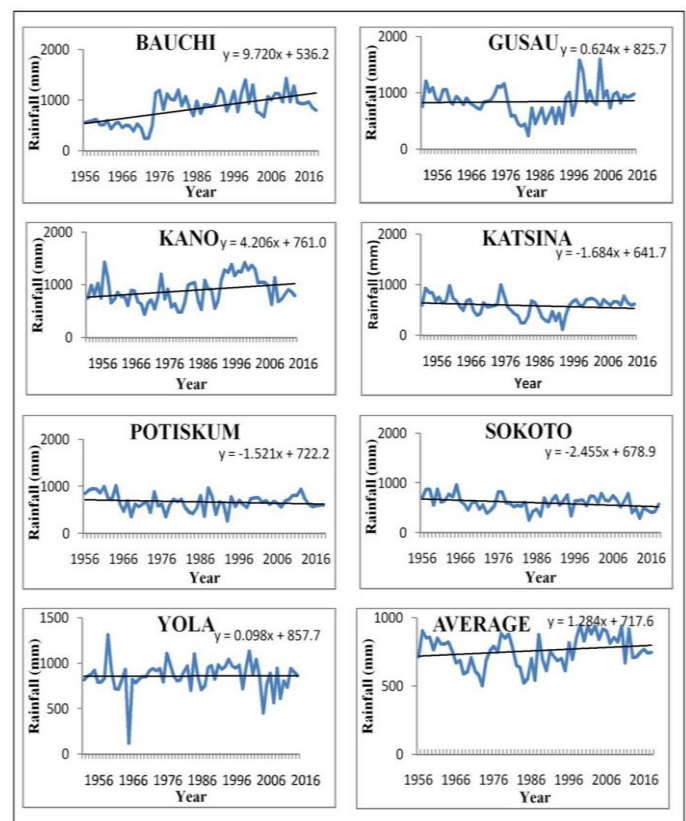 BAUCHI
y = 9.720x + 536.2
Rainfall (mm)
2000
1000
0
1956 1966 1976 1986 1996 2006 2016
Year
GUSAU
y = 0.624x + 825.7
Rainfall (mm)
2000
1000
0
1956 1966 1976 1986 1996 2006 2016
Year
KANO
y = 4.206x + 761.0
Rainfall (mm)
2000
1000
0
1956 1966 1976 1986 1996 2006 2016
Year
KATSINA
y = -1.684x + 641.7
Rainfall (mm)
2000
1000
0
1956 1966 1976 1986 1996 2006 2016
Year
POTISKUM
y = -1.521x + 722.2
Rainfall (mm)
2000
1000
0
1956 1966 1976 1986 1996 2006 2016
Year
SOKOTO
y = -2.455x + 678.9
Rainfall (mm)
2000
1000
0
1956 1966 1976 1986 1996 2006 2016
Year
YOLA
y = 0.098x + 857.7
Rainfall (mm)
1500
1000
500
0
1956 1966 1976 1986 1996 2006 2016
Year
AVERAGE
y = 1.284x + 717.6
Rainfall (mm)
1000
500
0
1956 1966 1976 1986 1996 2006 2016
Year